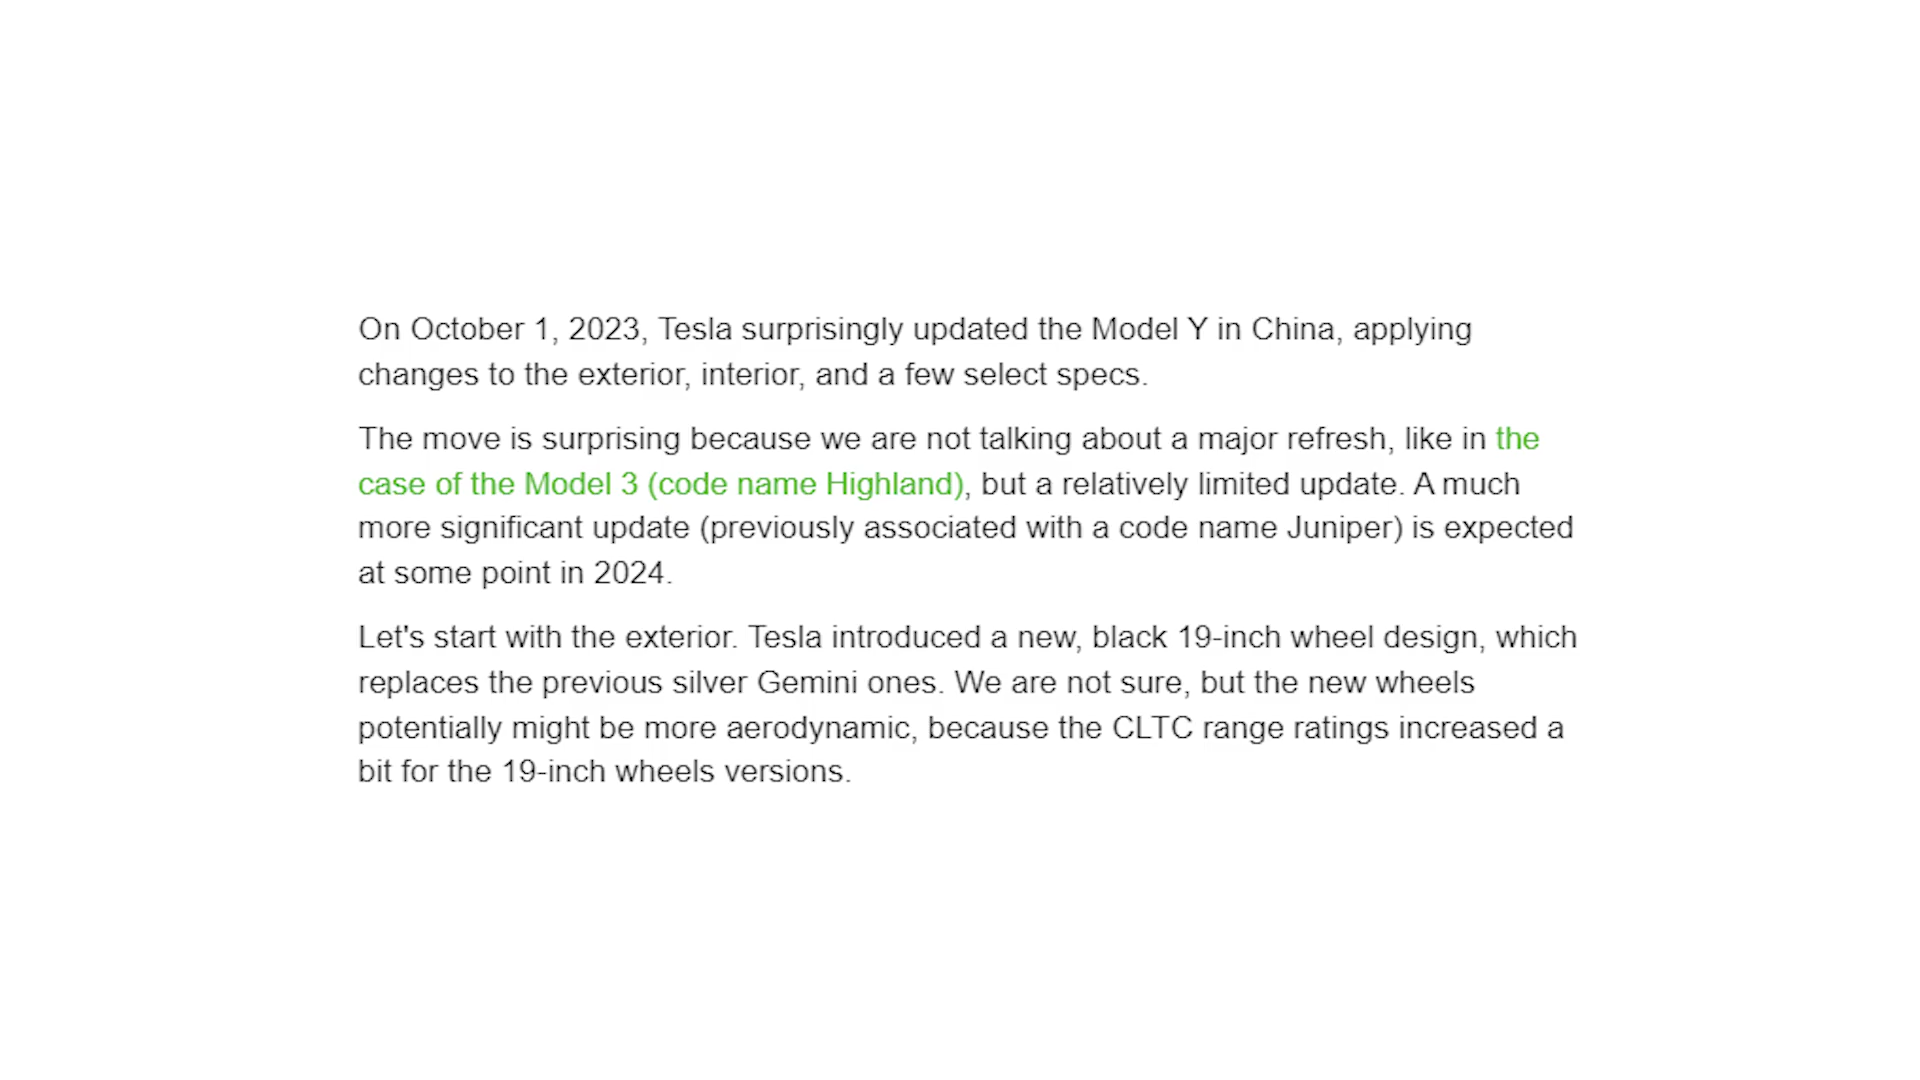 On October 1, 2023, Tesla surprisingly updated the Model Y in China, applying
changes to the exterior, interior, and a few select specs.
The move is surprising because we are not talking about a major refresh, like in the
case of the Model 3 (code name Highland), but a relatively limited update. A much
more significant update (previously associated with a code name Juniper) is expected
at some point in 2024.
Let's start with the exterior. Tesla introduced a new, black 19-inch wheel design, which
replaces the previous silver Gemini ones. We are not sure, but the new wheels
potentially might be more aerodynamic, because the CLTC range ratings increased a
bit for the 19-inch wheels versions.